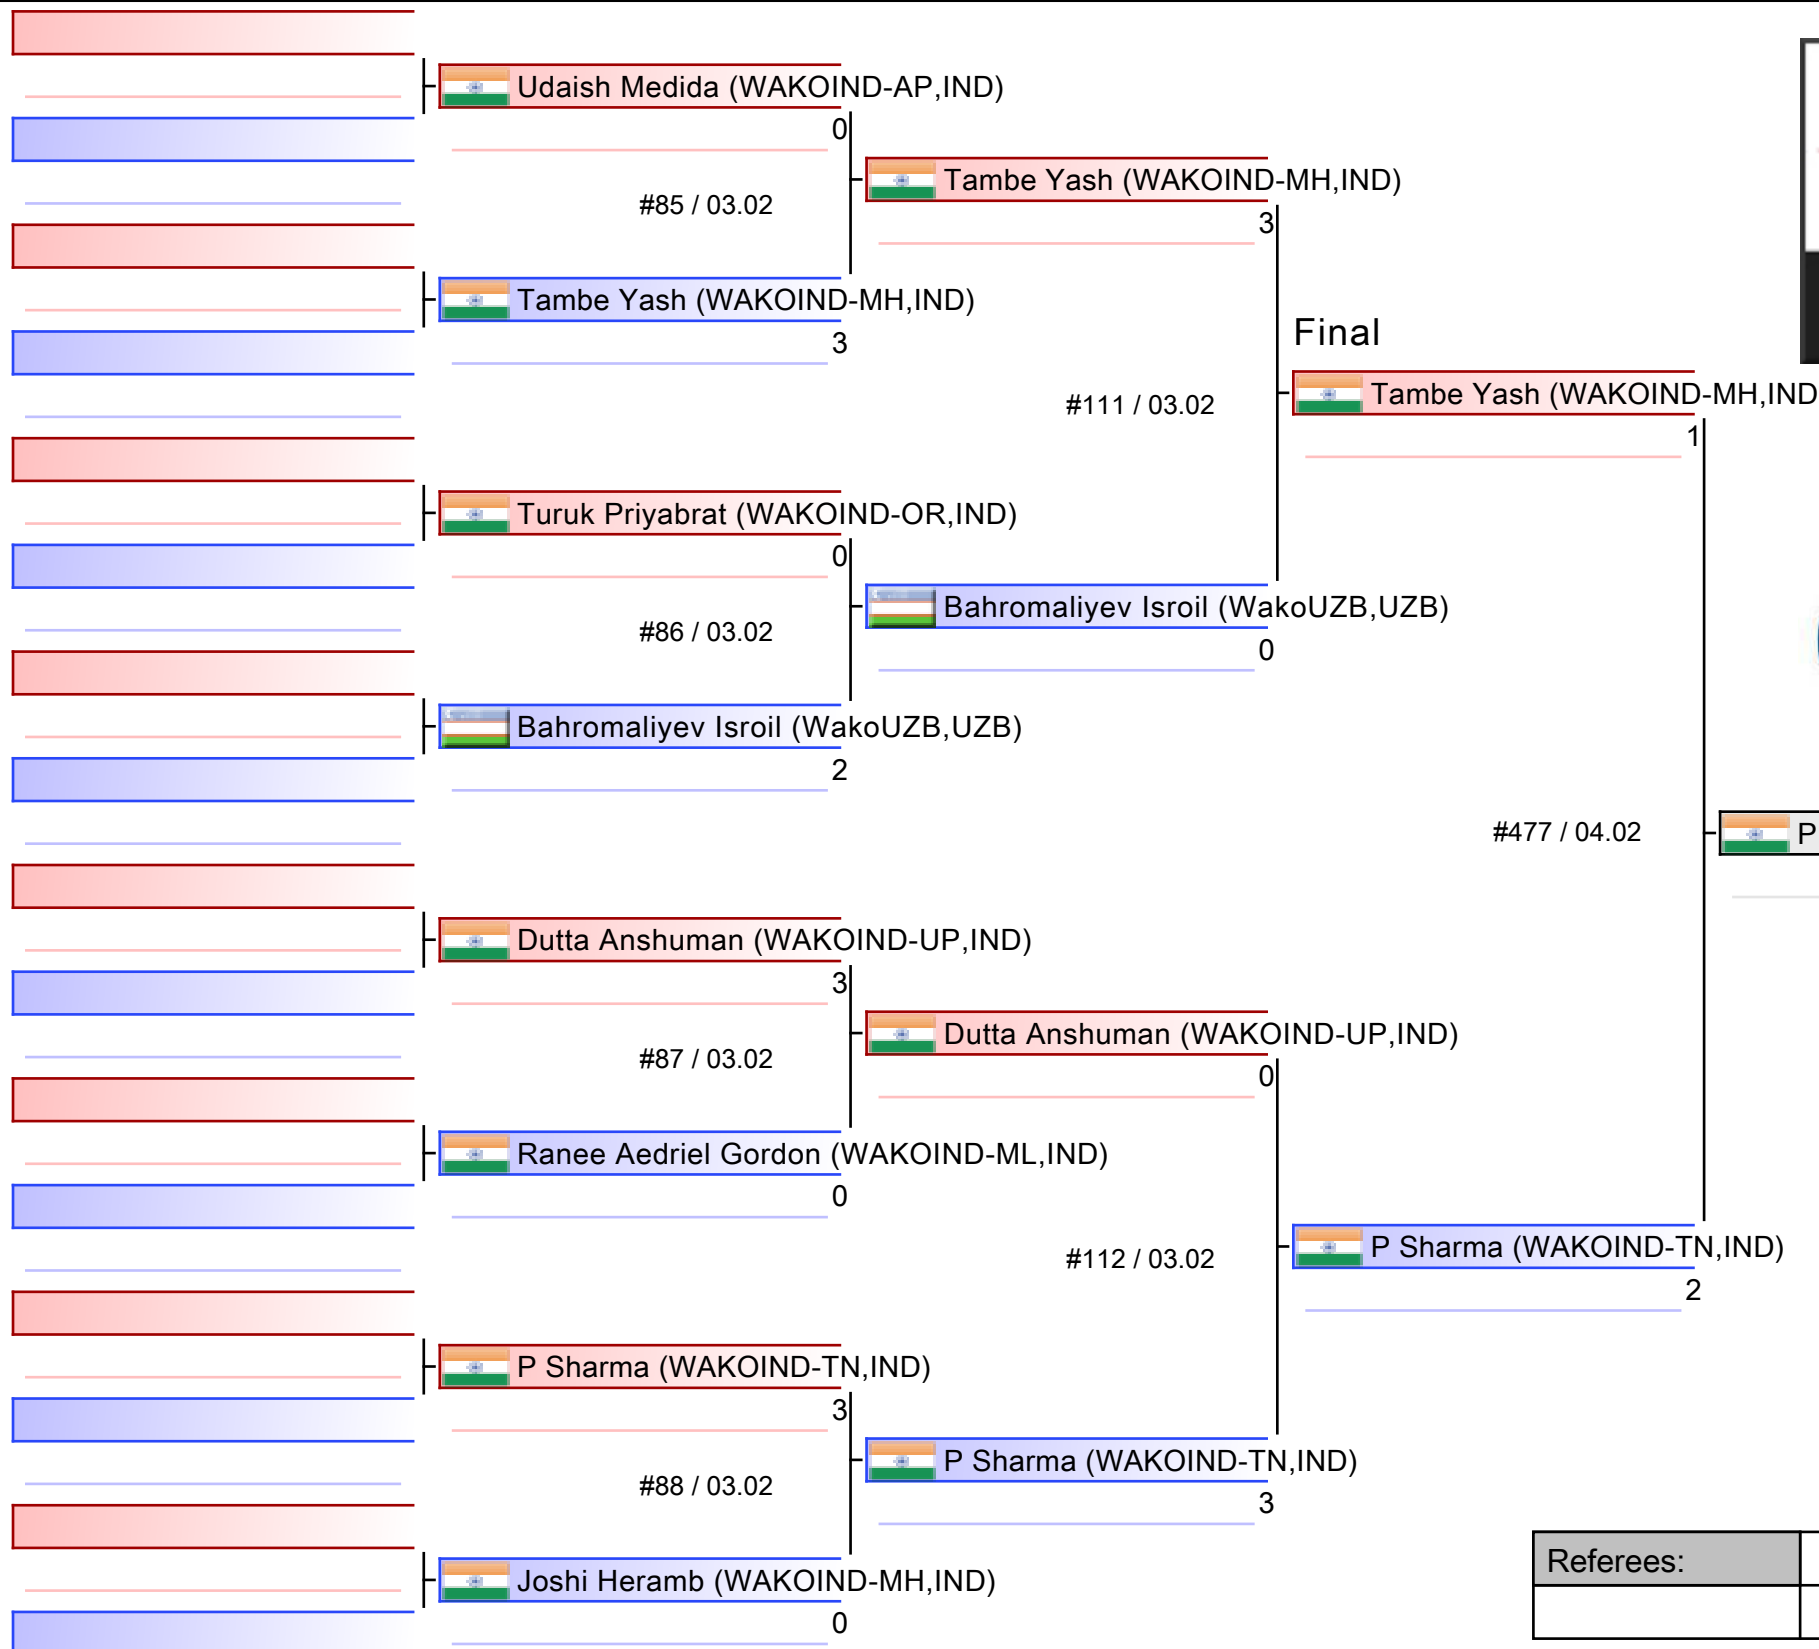 Udaish Medida (WAKOIND-AP,IND)
0
#85 / 03.02
Tambe Yash (WAKOIND-MH,IND)
3
Tambe Yash (WAKOIND-MH,IND)
3
#111 / 03.02
Turuk Priyabrat (WAKOIND-OR,IND)
0
#86 / 03.02
Bahromaliyev Isroil (WakoUZB,UZB)
2
Bahromaliyev Isroil (WakoUZB,UZB)
0
Final
Tambe Yash (WAKOIND-MH,IND
1
#477 / 04.02
P
Dutta Anshuman (WAKOIND-UP,IND)
3
#87 / 03.02
Ranee Aedriel Gordon (WAKOIND-ML,IND)
0
Dutta Anshuman (WAKOIND-UP,IND)
0
#112 / 03.02
P Sharma (WAKOIND-TN,IND)
2
P Sharma (WAKOIND-TN,IND)
3
#88 / 03.02
Joshi Heramb (WAKOIND-MH,IND)
0
P Sharma (WAKOIND-TN,IND)
3
Referees: